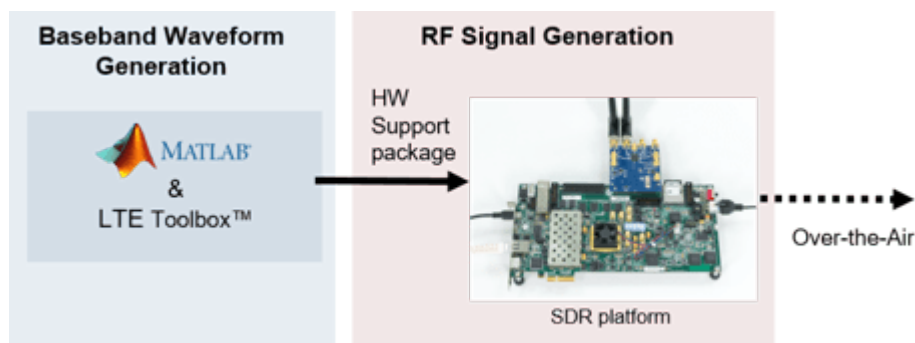 Baseband Waveform
Generation
MATLAB®
&
LTE Toolbox™
RF Signal Generation
HW
Support
package
SDR platform
Over-the-Air